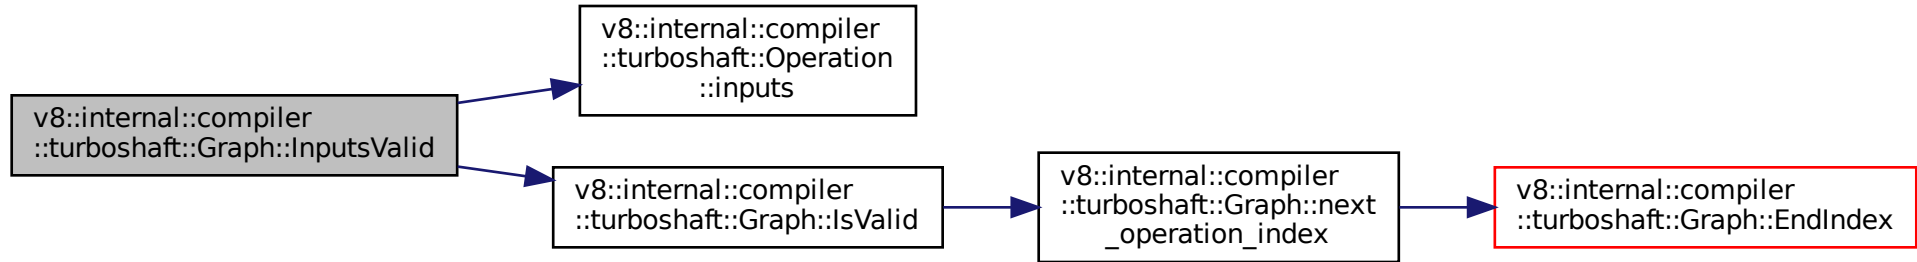 v8::internal::compiler
::turboshaft::Graph::InputsValid
v8::internal::compiler
::turboshaft::Operation
::inputs
v8::internal::compiler
::turboshaft::Graph::IsValid
v8::internal::compiler
::turboshaft::Graph::next
_operation_index
v8::internal::compiler
::turboshaft::Graph::EndIndex